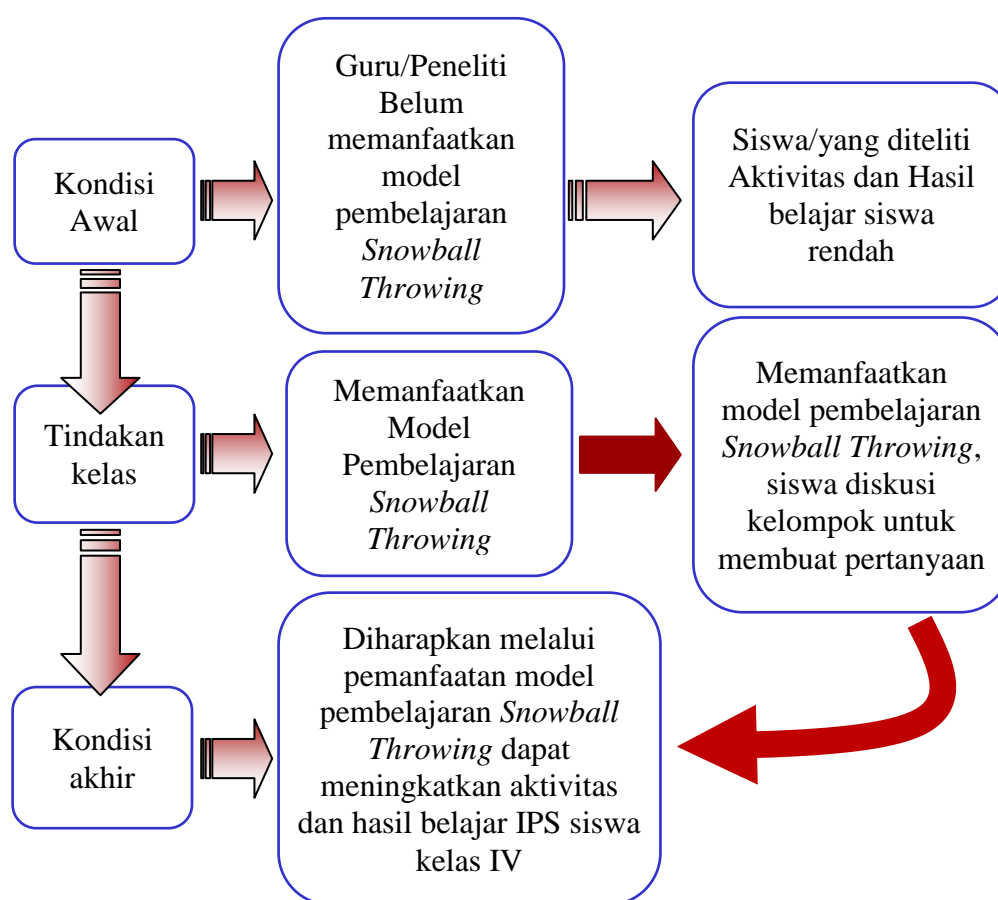 Kondisi
Awal
Guru/Peneliti
Belum
memanfaatkan
model
pembelajaran
Snowball
Throwing
Siswa/yang diteliti
Aktivitas dan Hasil
belajar siswa
rendah
Tindakan
kelas
Memanfaatkan
Model
Pembelajaran
Snowball
Throwing
Memanfaatkan
model pembelajaran
Snowball Throwing,
siswa diskusi
kelompok untuk
membuat pertanyaan
Kondisi
akhir
Diharapkan melalui
pemanfaatan model
pembelajaran Snowball
Throwing dapat
meningkatkan aktivitas
dan hasil belajar IPS siswa
kelas IV